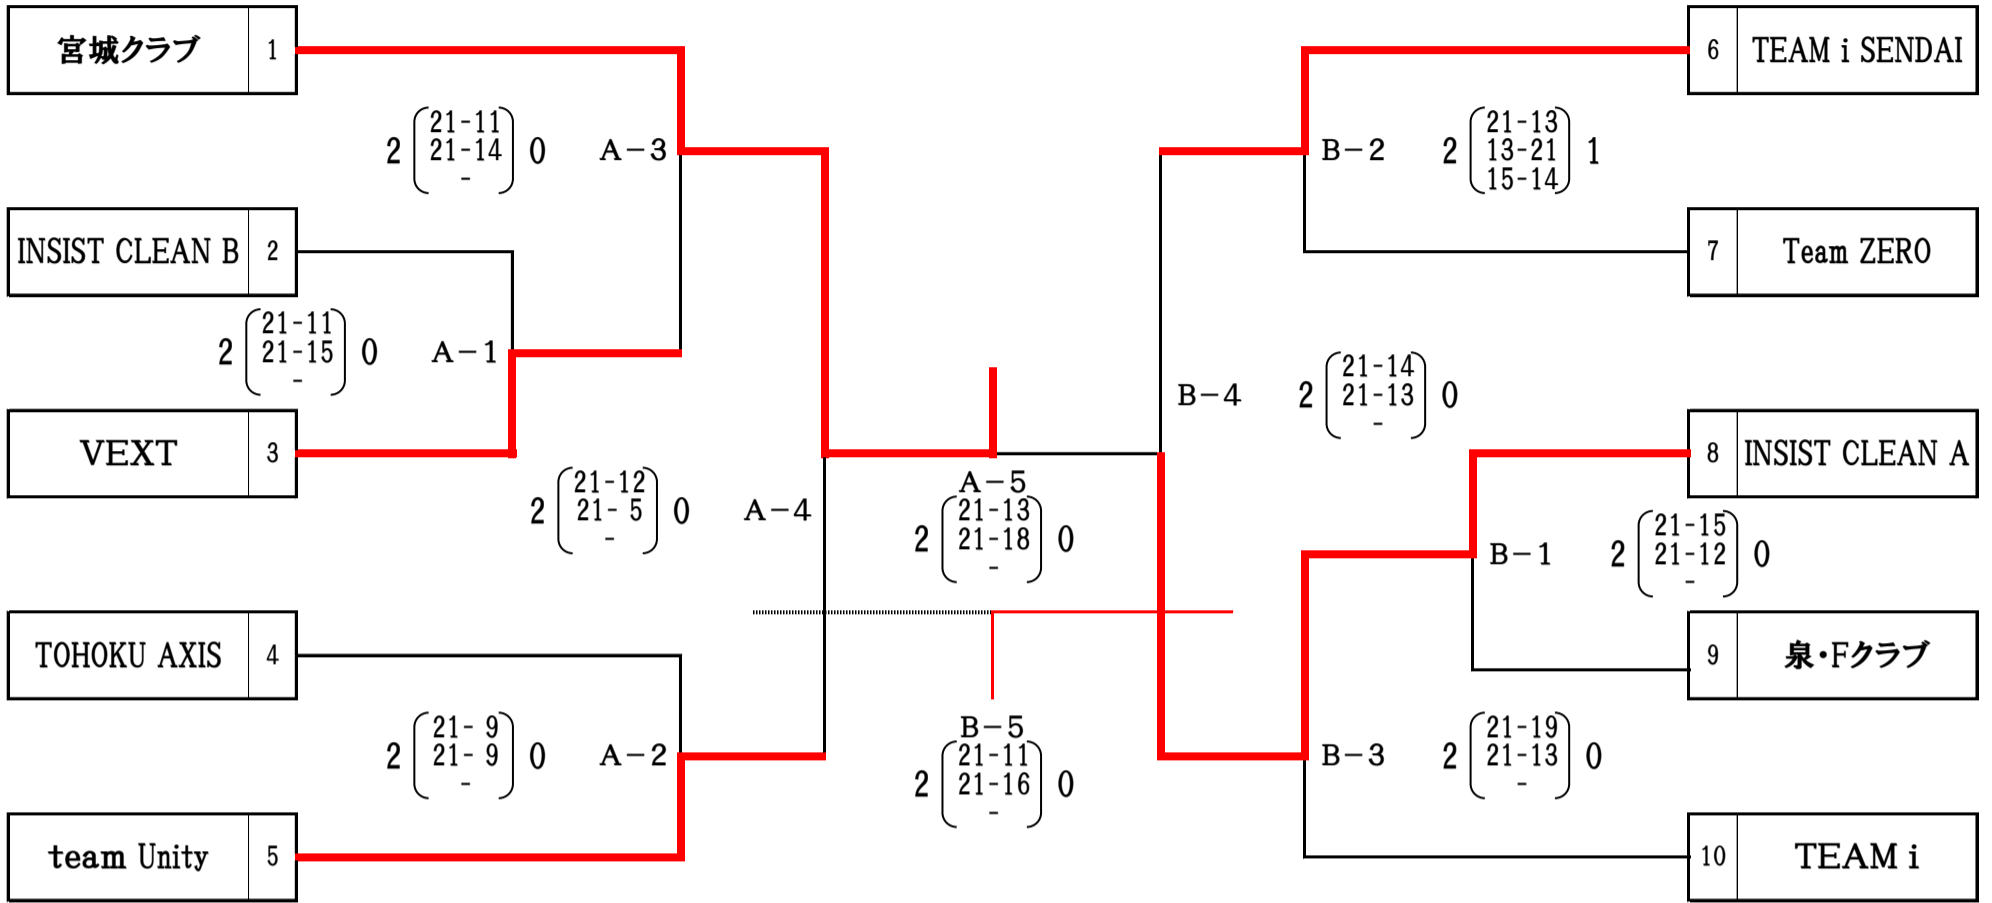 宮城クラブ 1
6 TEAM i SENDAI
21-11
2 21-14 0 A-3
-
21-13
B-2 2 13-21 1
15-14
INSIST CLEAN B 2
7 Team ZERO
21-11
2 21-15 0 A-1
-
21-14
B-4 2 21-13 0
-
VEXT 3
8 INSIST CLEAN A
21-12
2 21- 5 0 A-4
-
A-5
21-13
2 21-18 0
-
21-15
B-1 2 21-12 0
-
TOHOKU AXIS 4
9 泉・Fクラブ
21- 9
2 21- 9 0 A-2
-
B-5
21-11
2 21-16 0
-
21-19
B-3 2 21-13 0
-
team Unity 5
10 TEAM i